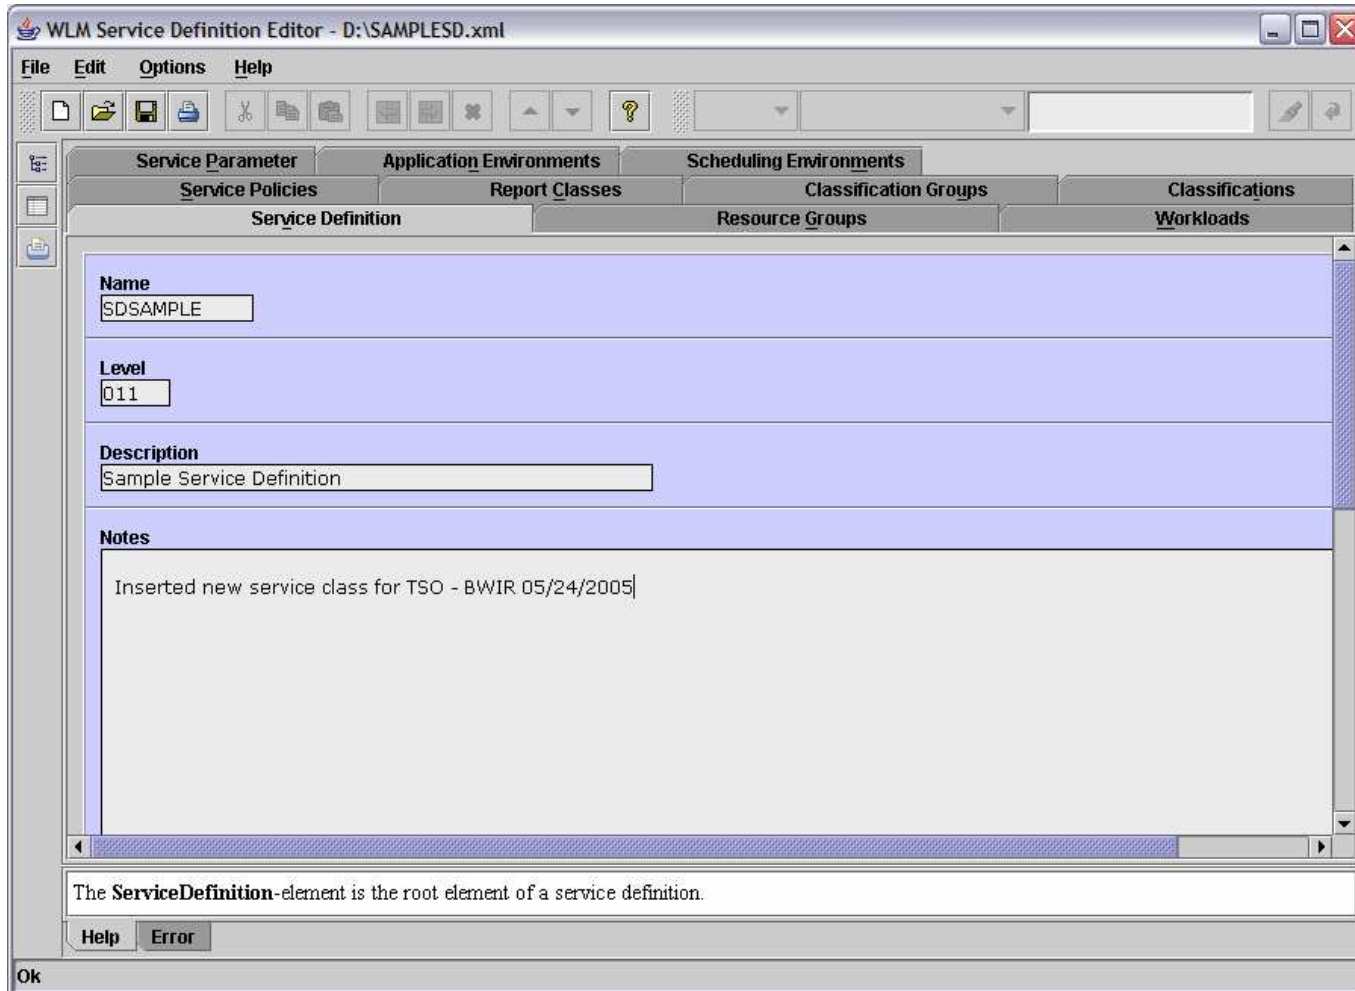 WLM Service Definition Editor - D:\SAMPLESD.xml
File Edit Options Help
Service Parameter Application Environments Scheduling Environments
Service Policies Report Classes Classification Groups Classifications
Service Definition Resource Groups Workloads
Name
SDSAMPLE
Level
011
Description
Sample Service Definition
Notes
Inserted new service class for TSO - BWIR 05/24/2005
The ServiceDefinition-element is the root element of a service definition.
Help Error
Ok